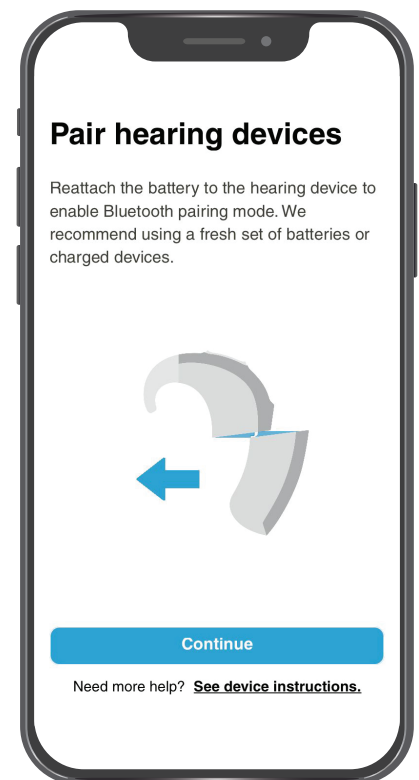 Pair hearing devices
Reattach the battery to the hearing device to
enable Bluetooth pairing mode. We
recommend using a fresh set of batteries or
charged devices.
Continue
Need more help? See device instructions.